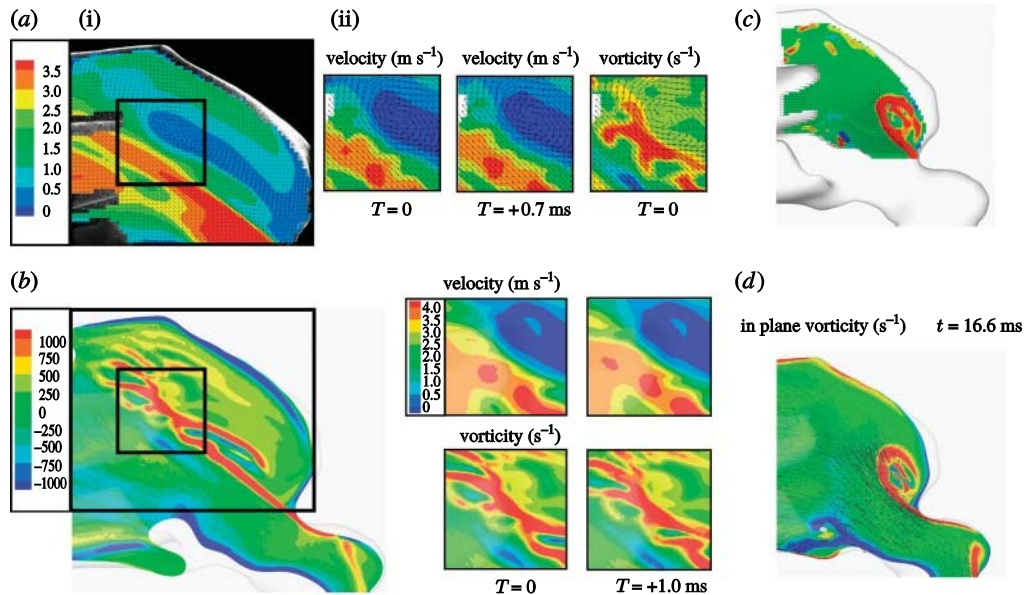 (a) (i)
3.5
3.0
2.5
2.0
1.5
1.0
0.5
0
(ii)
velocity (m s⁻¹) velocity (m s⁻¹) vorticity (s⁻¹)
T = 0 T = +0.7 ms T = 0
(c)
(b)
1000
750
500
250
0
−250
−500
−750
−1000
velocity (m s⁻¹)
4.0
3.5
3.0
2.5
2.0
1.5
1.0
0.5
0
vorticity (s⁻¹)
T = 0 T = +1.0 ms
(d)
in plane vorticity (s⁻¹) t = 16.6 ms